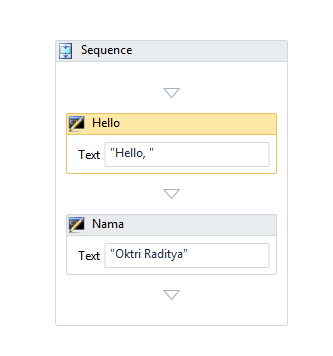 Sequence
Hello
Text "Hello, "
Nama
Text "Oktri Raditya"